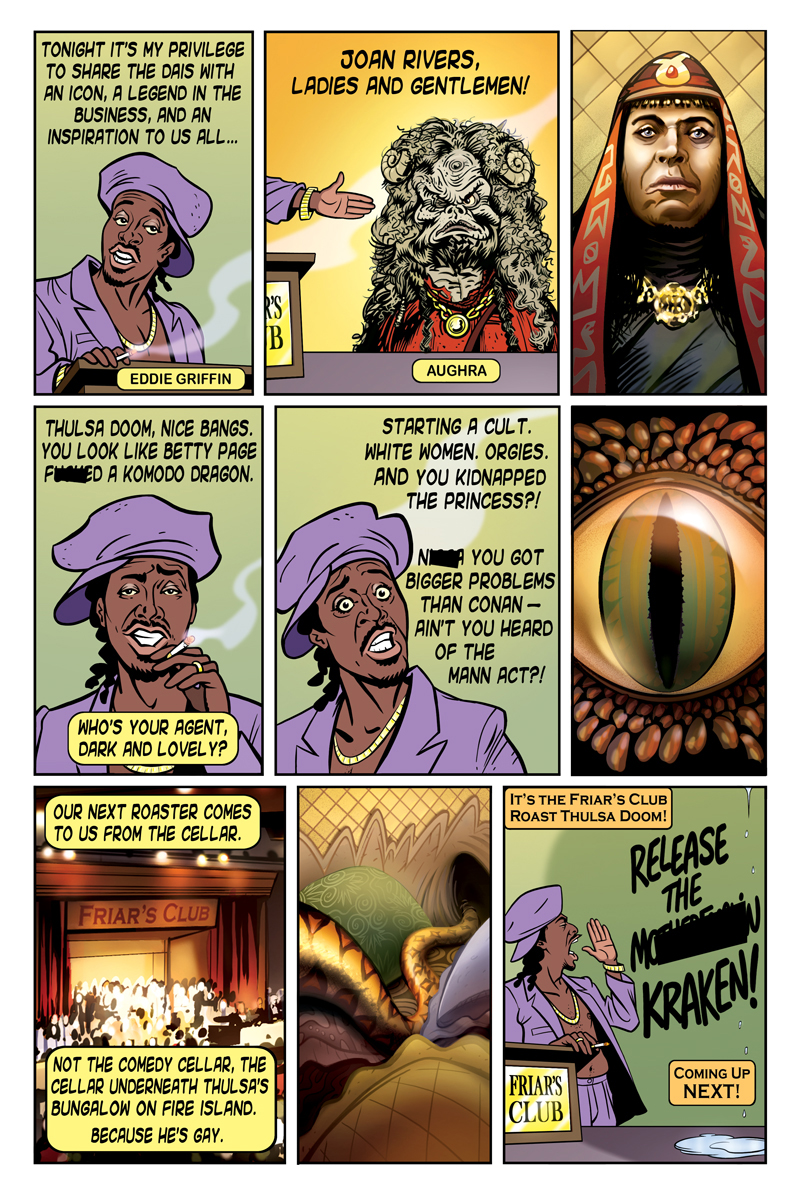 TONIGHT IT'S MY PRIVILEGE
TO SHARE THE DAIS WITH
AN ICON, A LEGEND IN THE
BUSINESS, AND AN
INSPIRATION TO US ALL...
EDDIE GRIFFIN
JOAN RIVERS,
LADIES AND GENTLEMEN!
R'S
B
AUGHRA
THULSA DOOM, NICE BANGS.
YOU LOOK LIKE BETTY PAGE
F ED A KOMODO DRAGON.
WHO'S YOUR AGENT,
DARK AND LOVELY?
STARTING A CULT.
WHITE WOMEN. ORGIES.
AND YOU KIDNAPPED
THE PRINCESS?!
N A YOU GOT
BIGGER PROBLEMS
THAN CONAN –
AIN'T YOU HEARD
OF THE
MANN ACT?!
OUR NEXT ROASTER COMES
TO US FROM THE CELLAR.
FRIAR'S CLUB
NOT THE COMEDY CELLAR, THE
CELLAR UNDERNEATH THULSA'S
BUNGALOW ON FIRE ISLAND.
BECAUSE HE'S GAY.
IT'S THE FRIAR'S CLUB
ROAST THULSA DOOM!
RELEASE
THE
MO N
KRAKEN!
FRIAR'S
CLUB
COMING UP
NEXT!